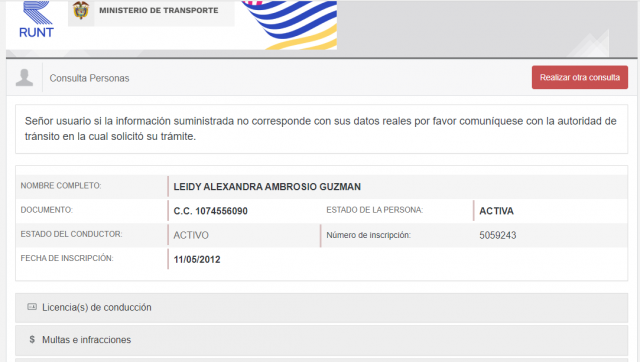 RUNT
MINISTERIO DE TRANSPORTE
Consulta Personas
Realizar otra consulta
Señor usuario si la información suministrada no corresponde con sus datos reales por favor comuníquese con la autoridad de
tránsito en la cual solicitó su trámite.
NOMBRE COMPLETO: LEIDY ALEXANDRA AMBROSIO GUZMAN
DOCUMENTO: C.C. 1074556090 ESTADO DE LA PERSONA: ACTIVA
ESTADO DEL CONDUCTOR: ACTIVO Número de inscripción: 5059243
FECHA DE INSCRIPCIÓN: 11/05/2012
Licencia(s) de conducción
$ Multas e infracciones